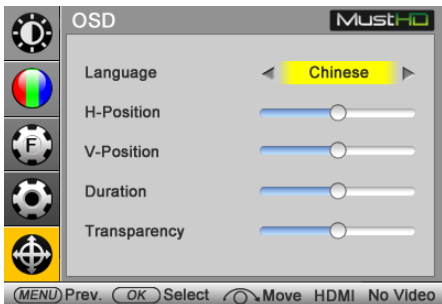 OSD MustHD
Language Chinese
H-Position
V-Position
F
Duration
Transparency
MENU Prev. OK Select Move HDMI No Video